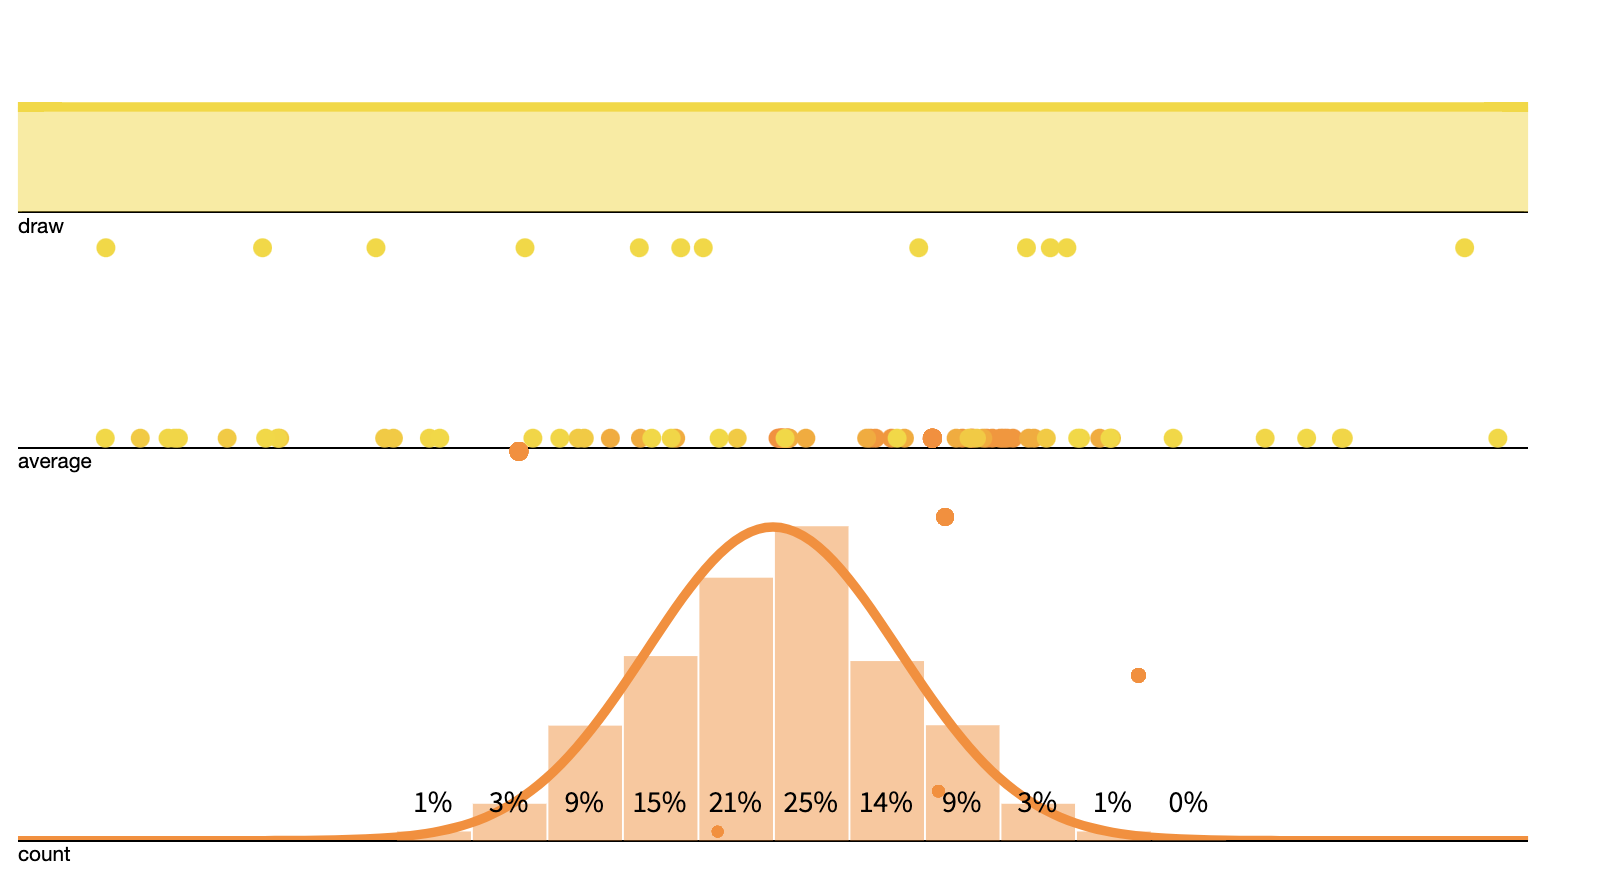 draw
average
1% 3% 9% 15% 21% 25% 14% 9% 3% 1% 0%
count